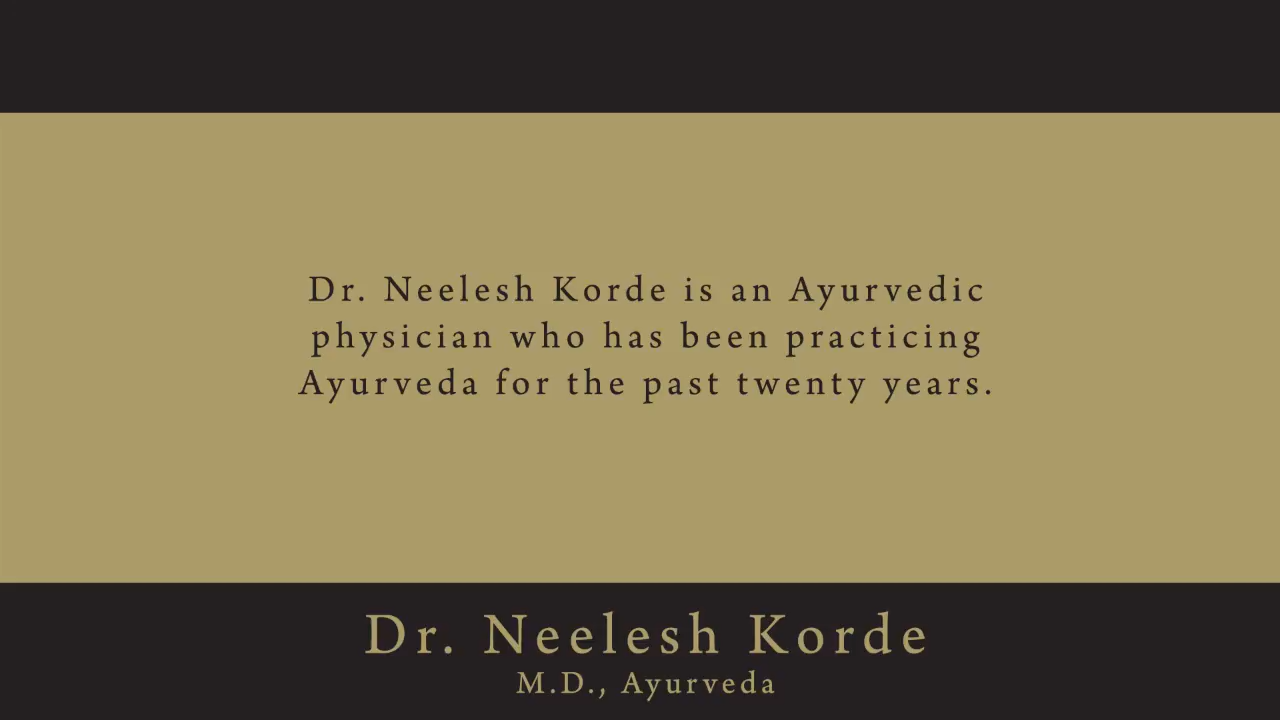 Dr. Neelesh Korde is an Ayurvedic
physician who has been practicing
Ayurveda for the past twenty years.
Dr. Neelesh Korde
M.D., Ayurveda